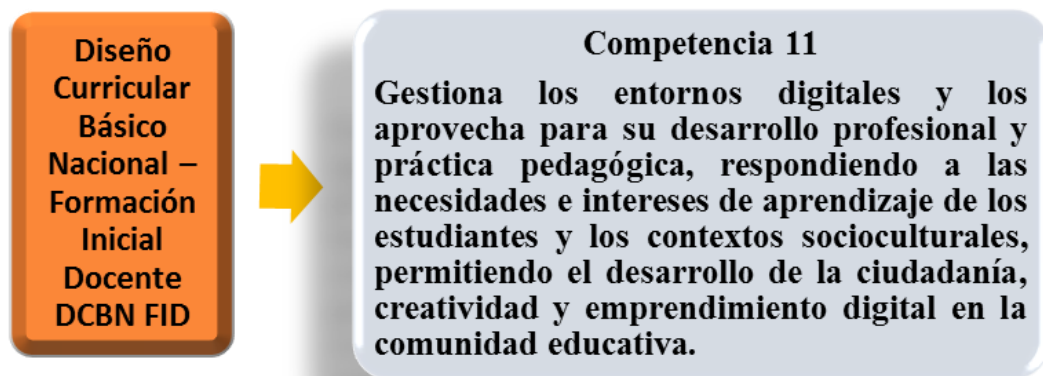 Diseño
Curricular
Básico
Nacional –
Formación
Inicial
Docente
DCBN FID
Competencia 11
Gestiona los entornos digitales y los
aprovecha para su desarrollo profesional y
práctica pedagógica, respondiendo a las
necesidades e intereses de aprendizaje de los
estudiantes y los contextos socioculturales,
permitiendo el desarrollo de la ciudadanía,
creatividad y emprendimiento digital en la
comunidad educativa.